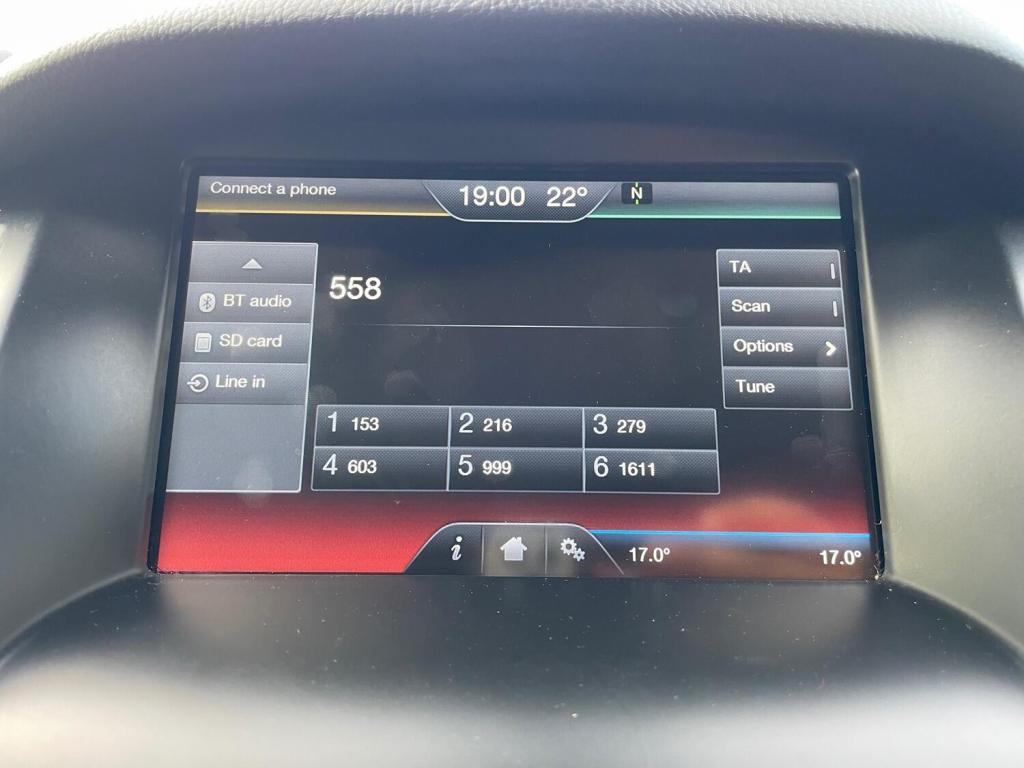 Connect a phone 19:00 22° N
558
BT audio
SD card
Line in
TA
Scan
Options
Tune
1 153 2 216 3 279
4 603 5 999 6 1611
i 17.0° 17.0°